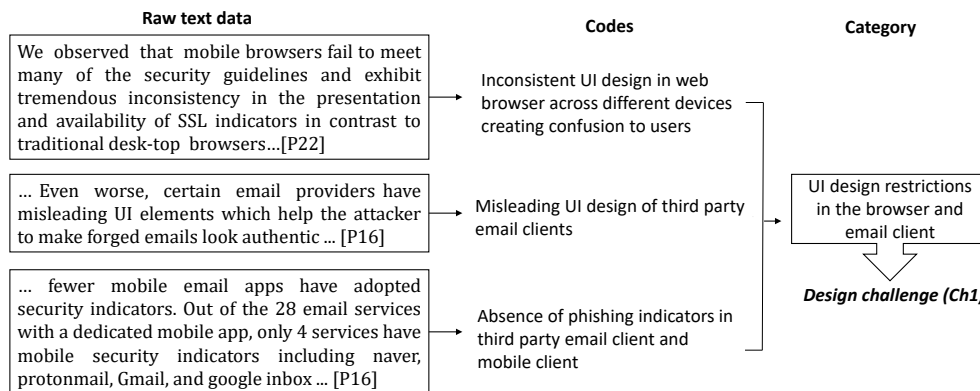 Raw text data
Codes
Category
We observed that mobile browsers fail to meet
many of the security guidelines and exhibit
tremendous inconsistency in the presentation
and availability of SSL indicators in contrast to
traditional desk-top browsers...[P22]
Inconsistent UI design in web
browser across different devices
creating confusion to users
... Even worse, certain email providers have
misleading UI elements which help the attacker
to make forged emails look authentic ... [P16]
Misleading UI design of third party
email clients
... fewer mobile email apps have adopted
security indicators. Out of the 28 email services
with a dedicated mobile app, only 4 services have
mobile security indicators including naver,
protonmail, Gmail, and google inbox ... [P16]
Absence of phishing indicators in
third party email client and
mobile client
UI design restrictions
in the browser and
email client
Design challenge (Ch1)